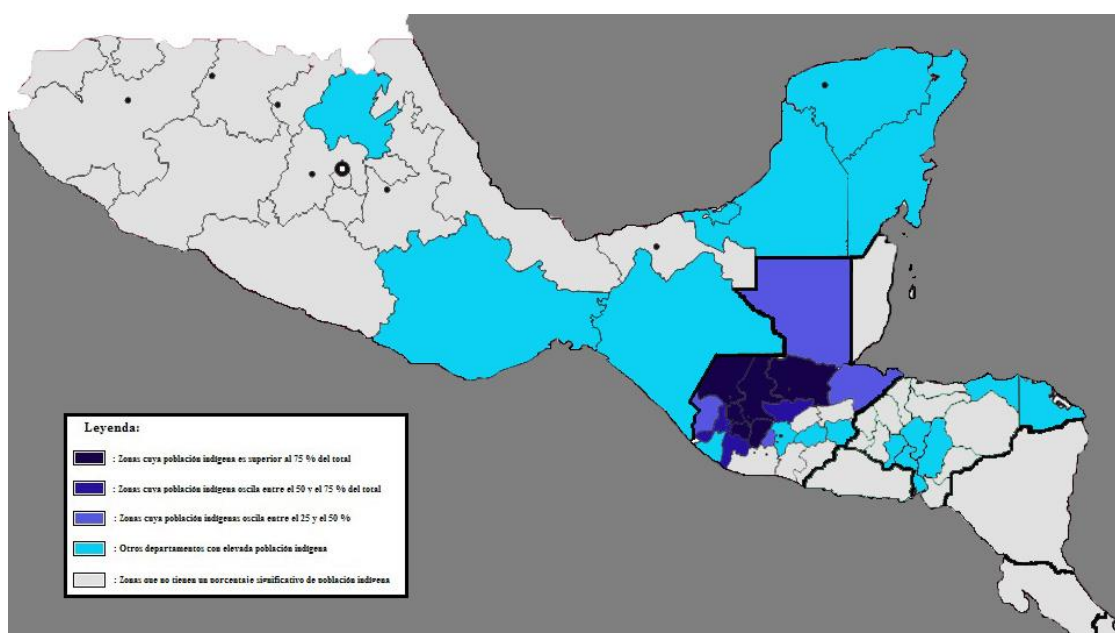 Leyenda:
: Zonas cuya población indígena es superior al 75 % del total
: Zonas cuya población indígena oscila entre el 50 y el 75 % del total
: Zonas cuya población indígenas oscila entre el 25 y el 50 %
: Otros departamentos con elevada población indígena
: Zonas que no tienen un porcentaje significativo de población indígena